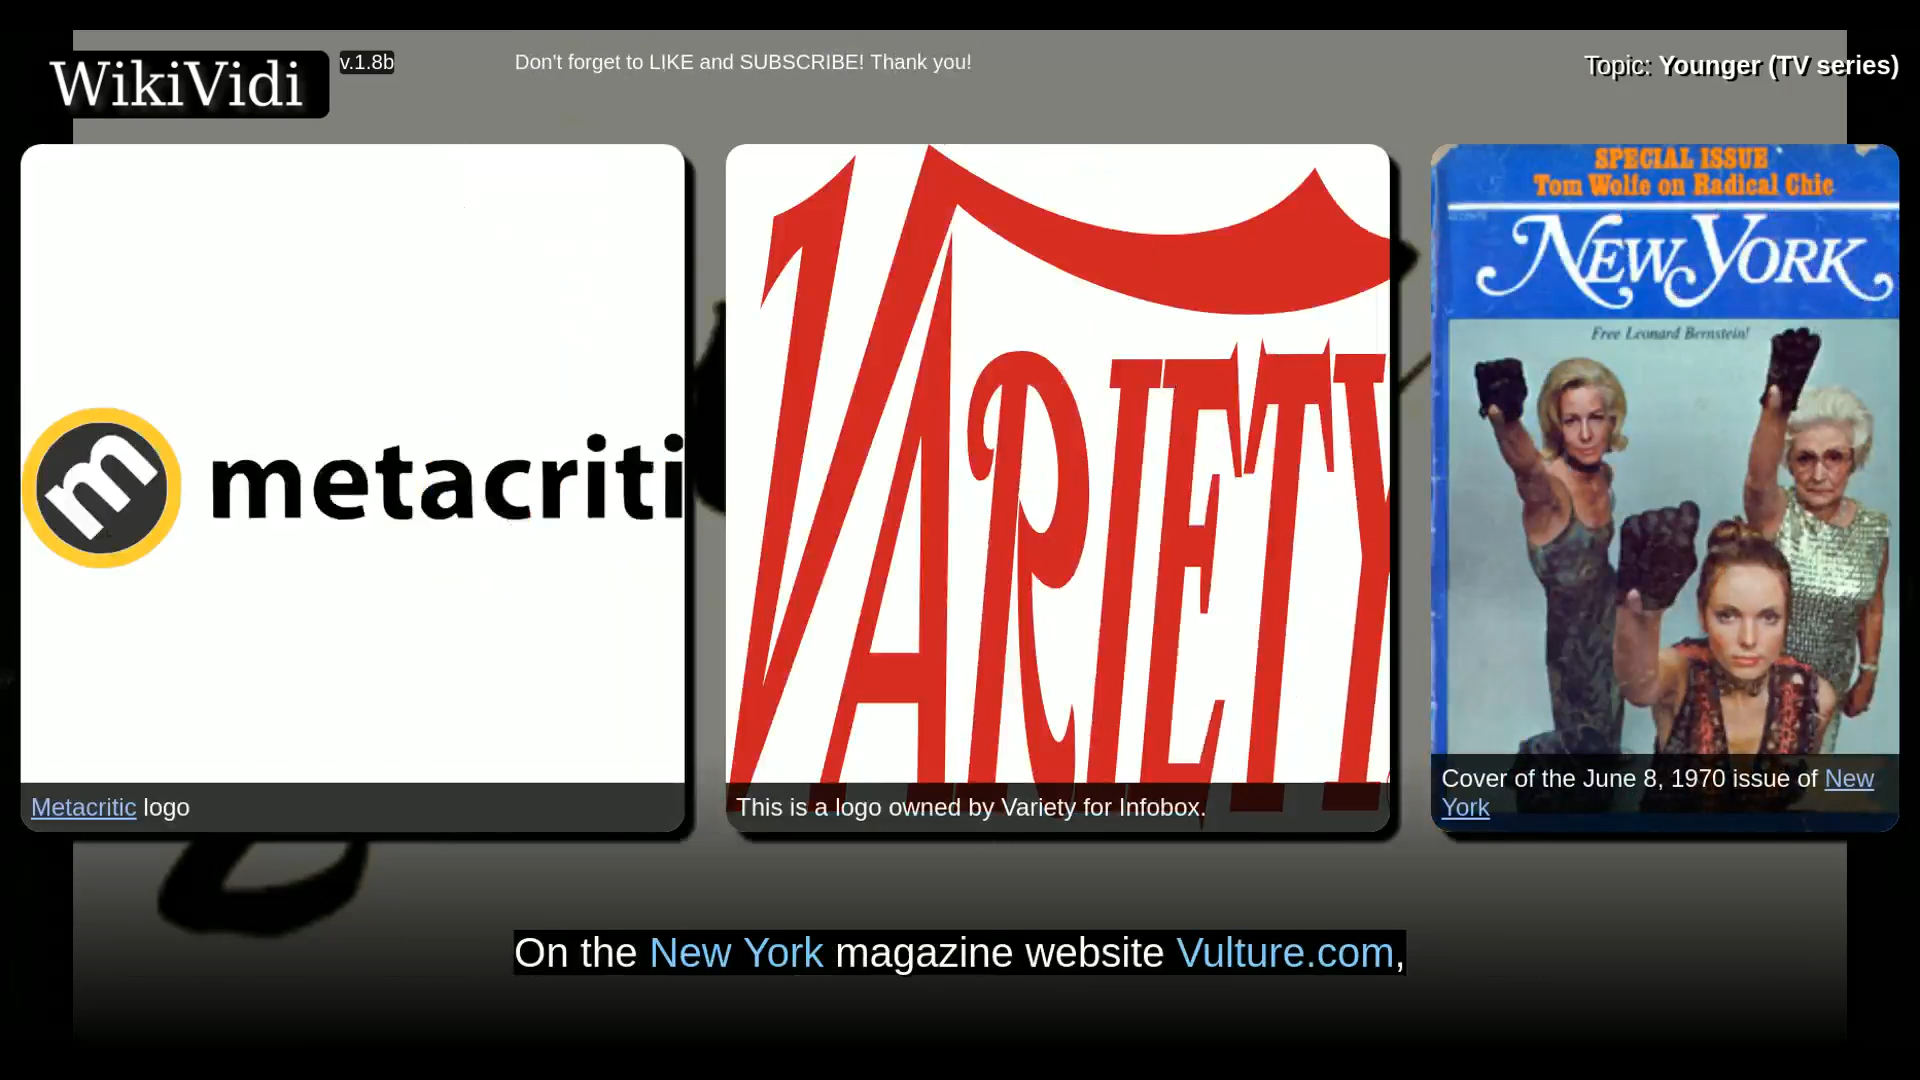 WikiVidi
v.1.8b
Don't forget to LIKE and SUBSCRIBE! Thank you!
Topic: Younger (TV series)
m
metacriti
VARIETY
SPECIAL ISSUE
Tom Wolfe on Radical Chic
NEW YORK
Free Leonard Bernstein!
Metacritic logo
This is a logo owned by Variety for Infobox.
Cover of the June 8, 1970 issue of New
York
On the New York magazine website Vulture.com,